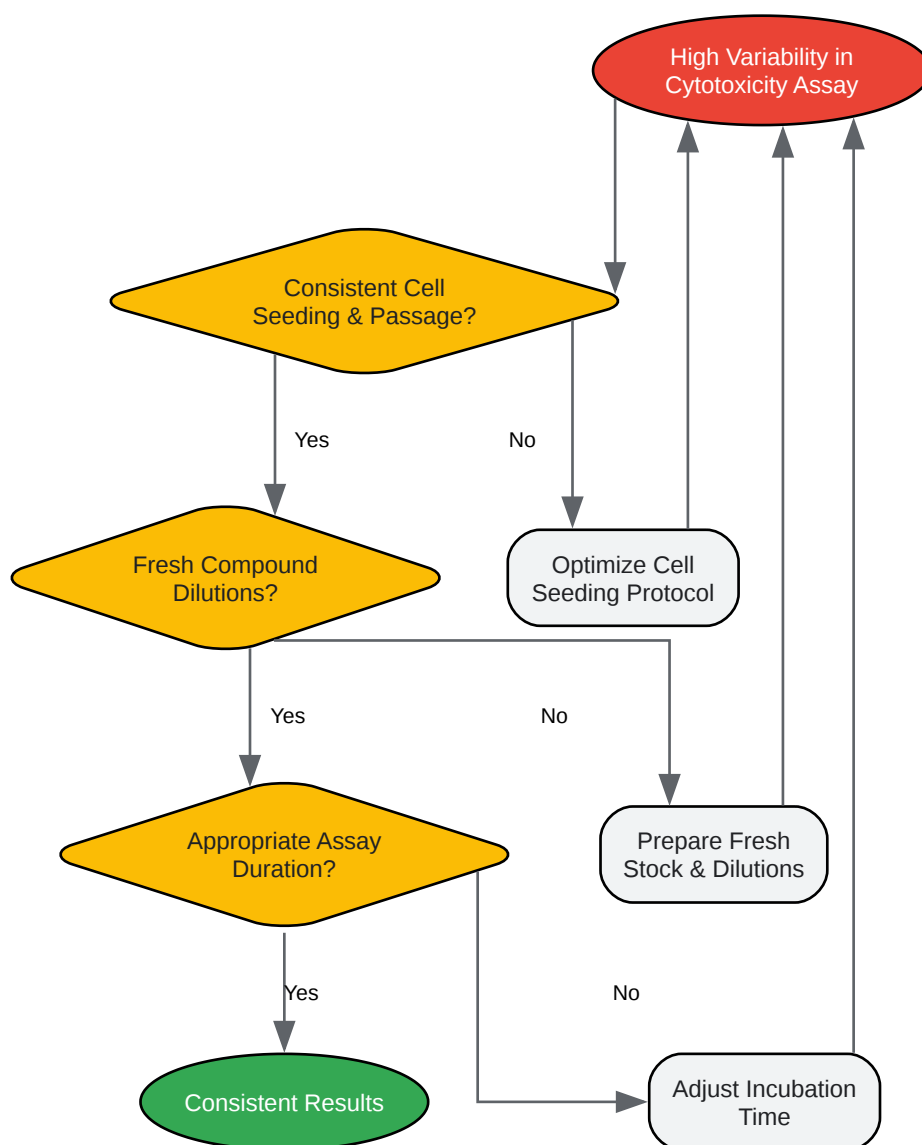 High Variability in
Cytotoxicity Assay
Consistent Cell
Seeding & Passage?
Yes
No
Fresh Compound
Dilutions?
Optimize Cell
Seeding Protocol
Yes
No
Appropriate Assay
Duration?
Prepare Fresh
Stock & Dilutions
Yes
No
Consistent Results
Adjust Incubation
Time